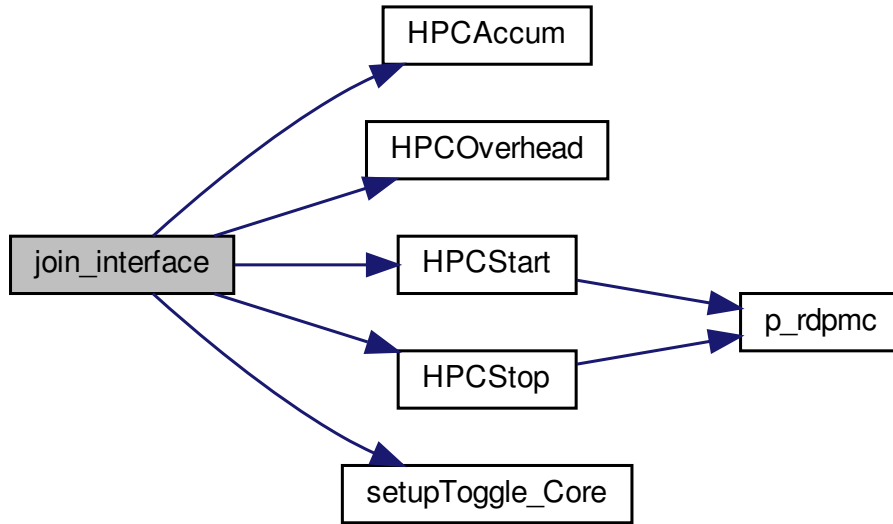 HPCAccum
HPCOverhead
join_interface
HPCStart
p_rdpmc
HPCStop
setupToggle_Core